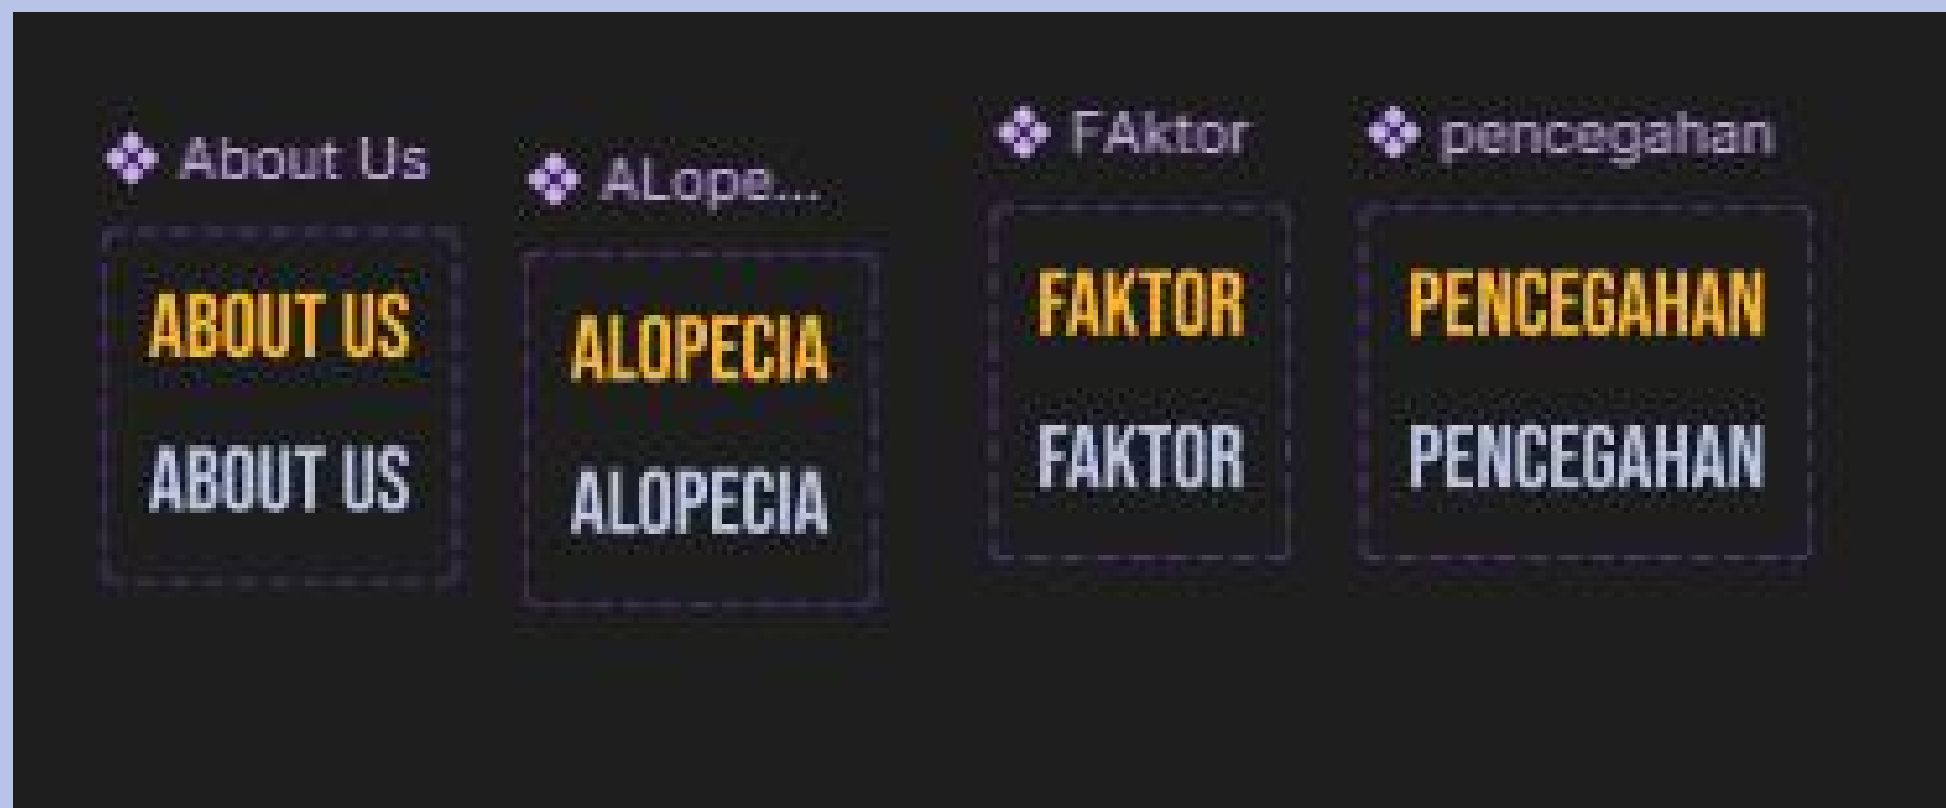 About Us
ABOUT US
ABOUT US
ALope...
ALOPECIA
ALOPECIA
FAktor
FAKTOR
FAKTOR
pencegahan
PENCEGAHAN
PENCEGAHAN